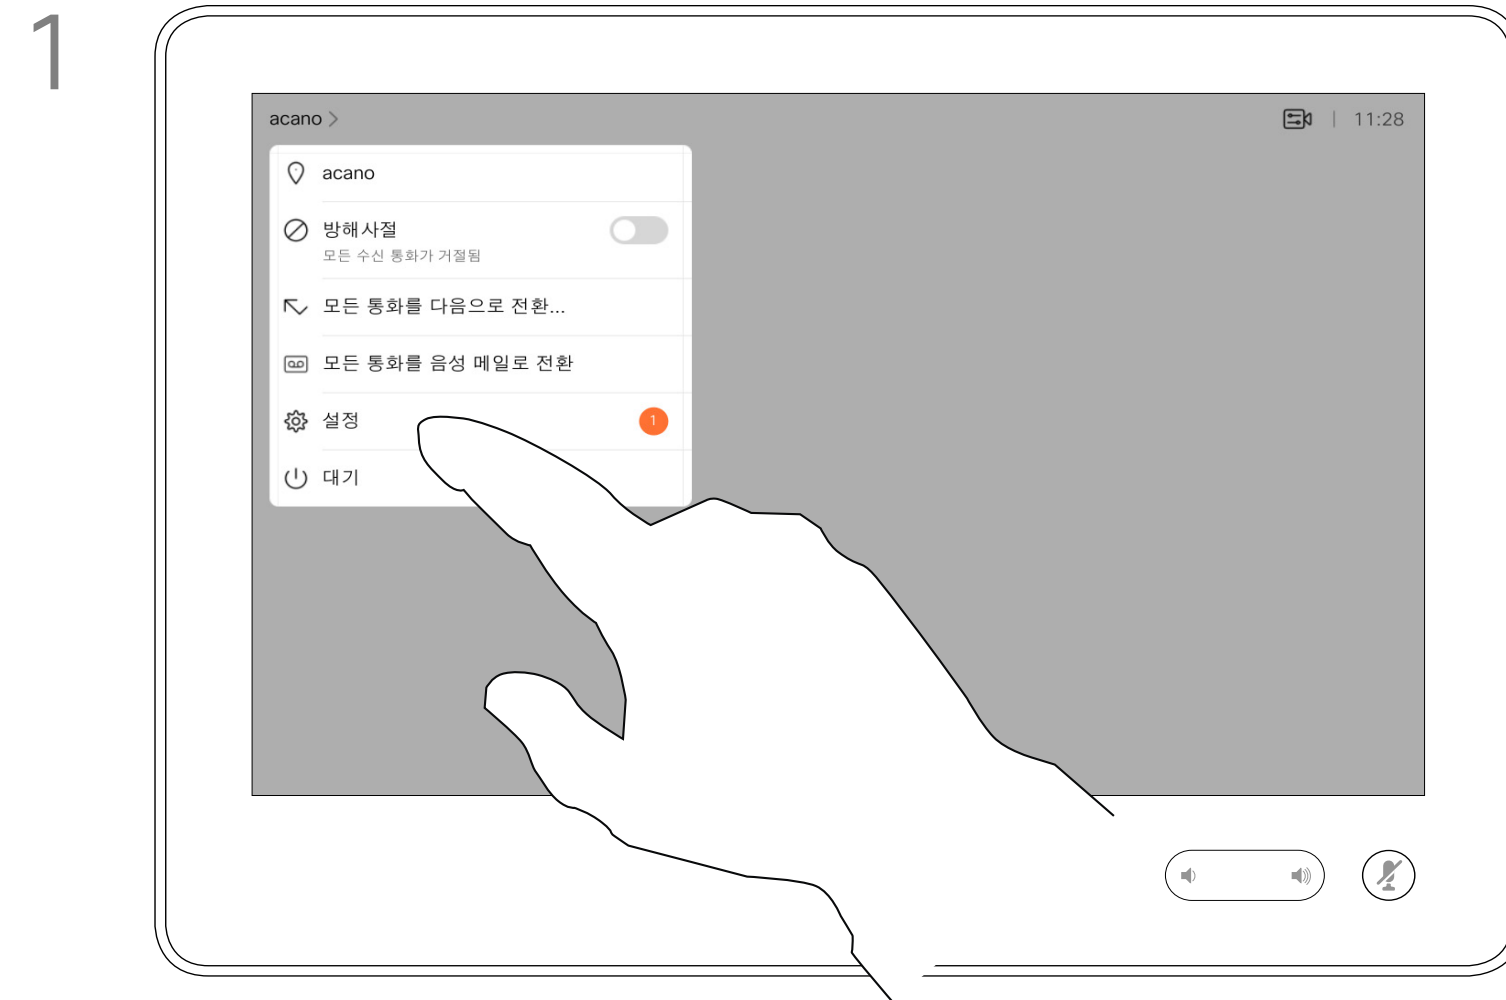 1
acano
11:28
acano
방해사절
모든 수신 통화가 거절됨
모든 통화를 다음으로 전환...
모든 통화를 음성 메일로 전환
설정
1
대기